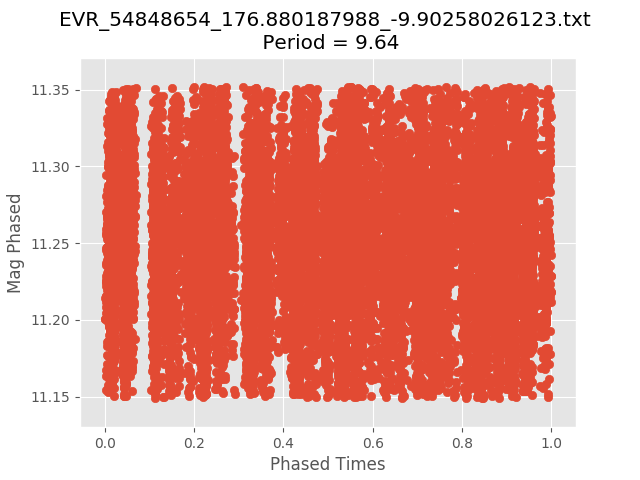 EVR_54848654_176.880187988_-9.90258026123.txt
Period = 9.64
11.35
11.30
11.25
11.20
11.15
Mag Phased
0.0 0.2 0.4 0.6 0.8 1.0
Phased Times